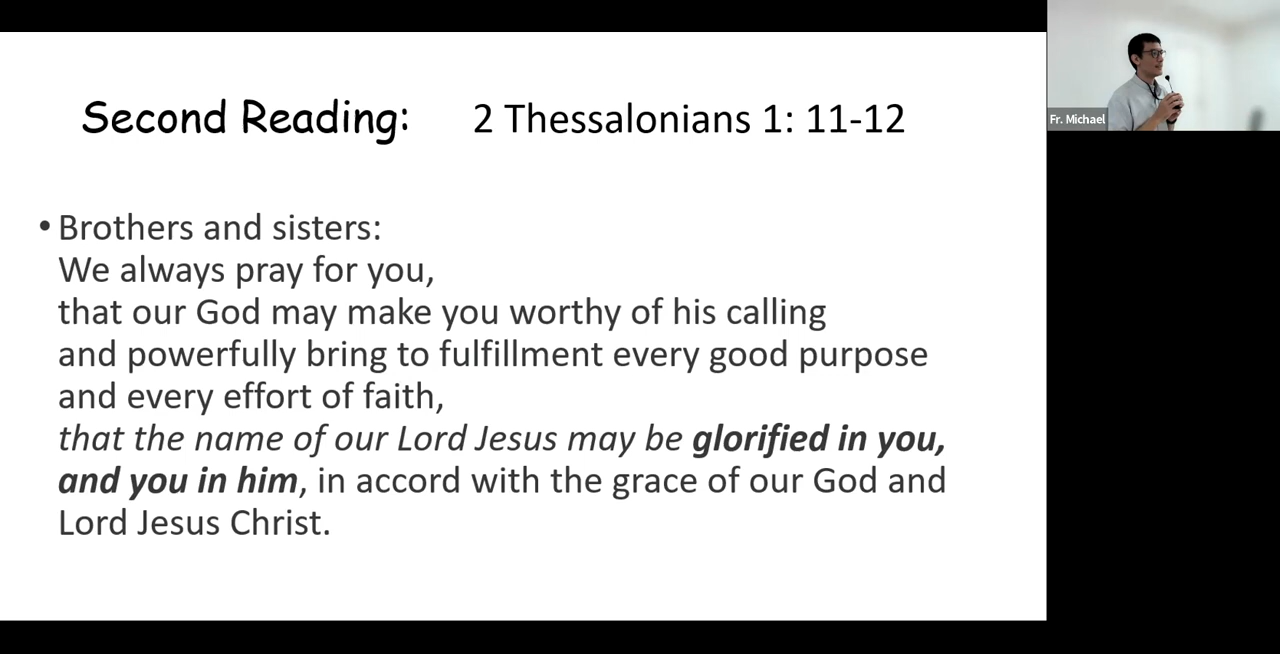 Second Reading: 2 Thessalonians 1: 11-12
• Brothers and sisters:
We always pray for you,
that our God may make you worthy of his calling
and powerfully bring to fulfillment every good purpose
and every effort of faith,
that the name of our Lord Jesus may be glorified in you,
and you in him, in accord with the grace of our God and
Lord Jesus Christ.
Fr. Michael